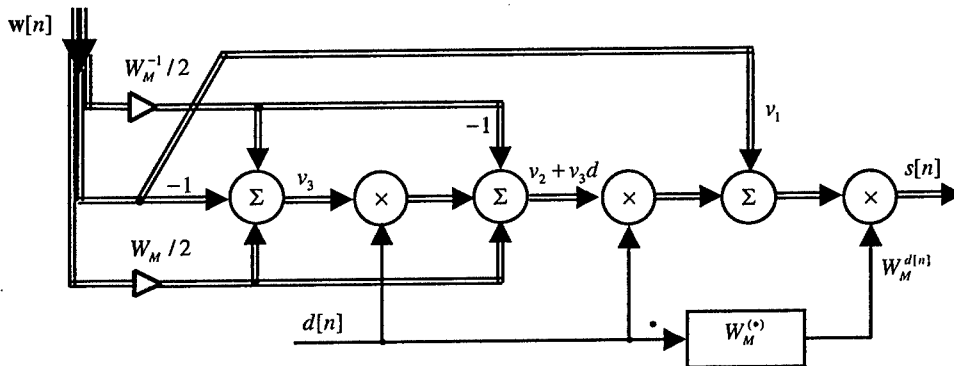 w[n]
W_M^{-1}/2
-1
v_1
-1
Σ
v_3
×
Σ
v_2 + v_3d
×
Σ
×
s[n]
W_M/2
W_M^{d[n]}
d[n]
•
W_M^{(•)}